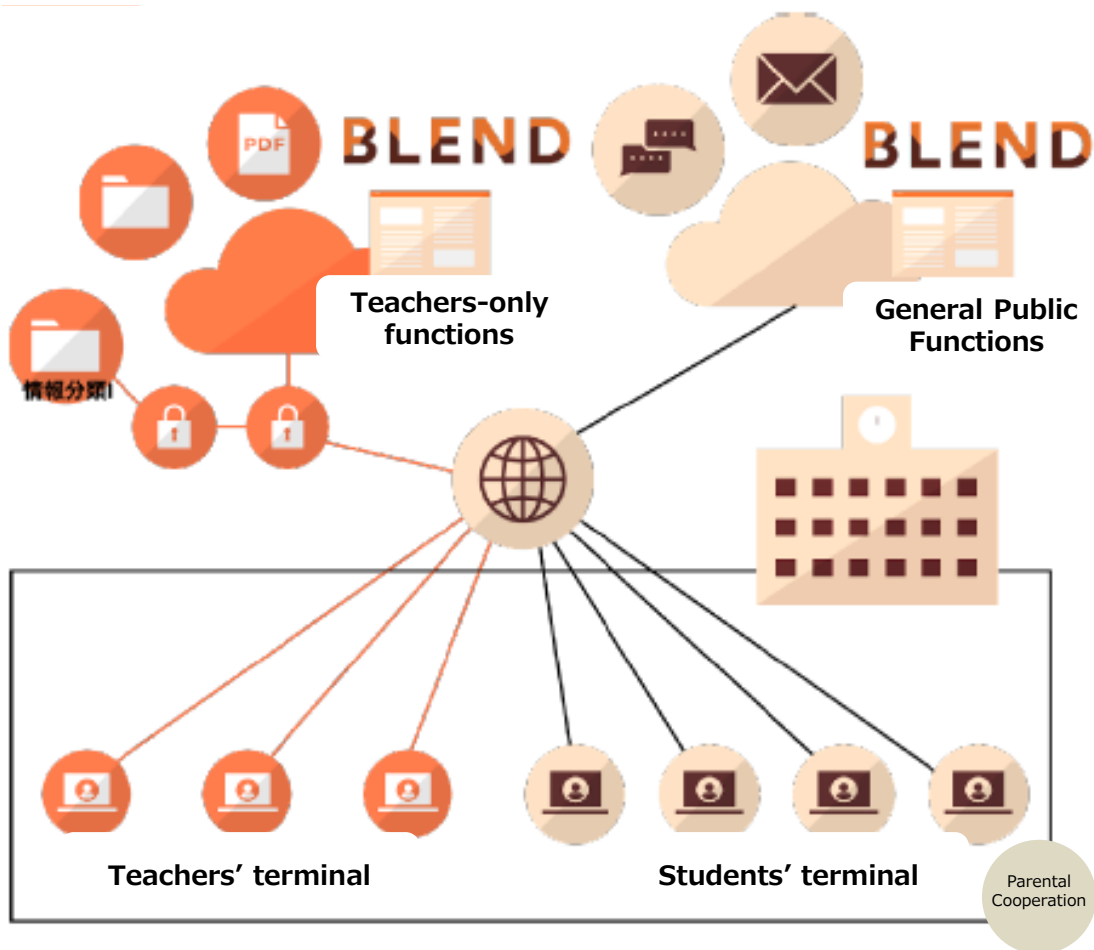 PDF
BLEND
BLEND
Teachers-only
functions
General Public
Functions
情報分類I
Teachers’ terminal
Students’ terminal
Parental
Cooperation